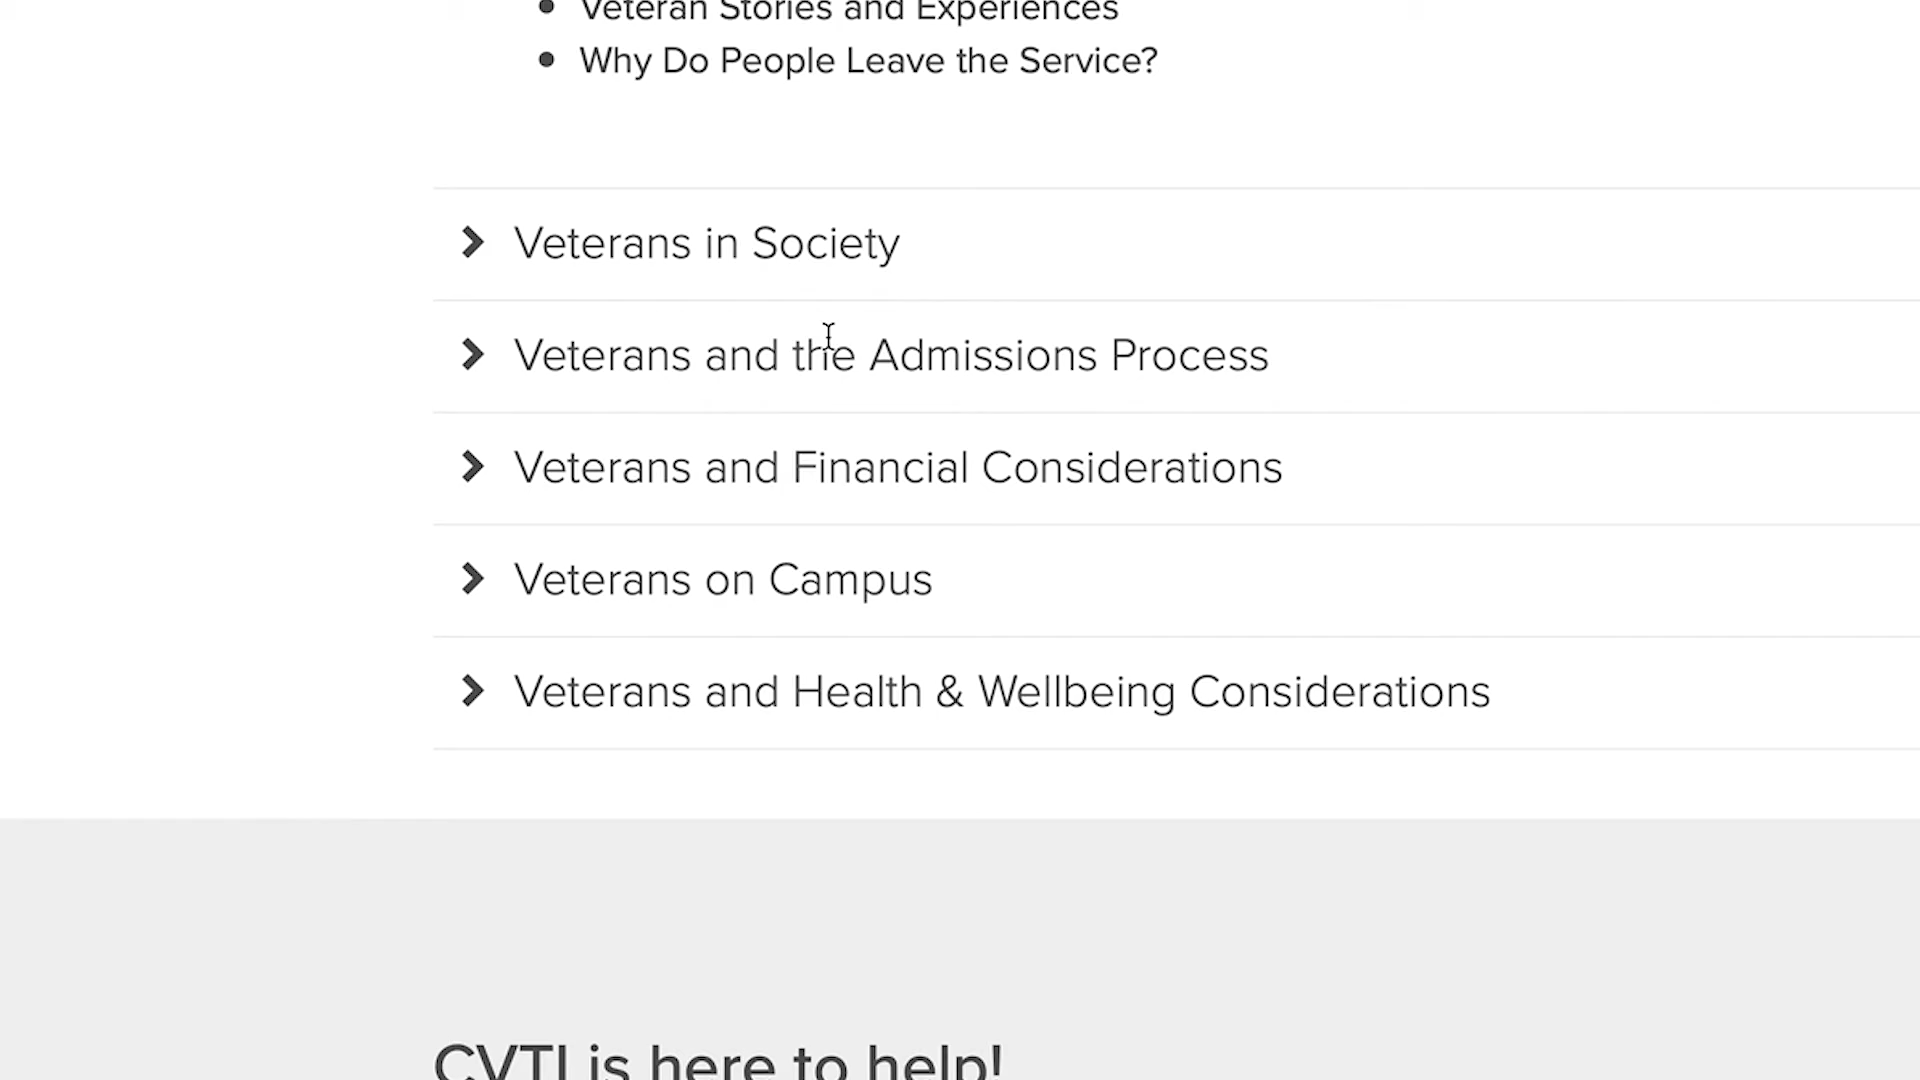 Veteran Stories and Experiences
Why Do People Leave the Service?
Veterans in Society
Veterans and the Admissions Process
Veterans and Financial Considerations
Veterans on Campus
Veterans and Health & Wellbeing Considerations
CVTI is here to help!